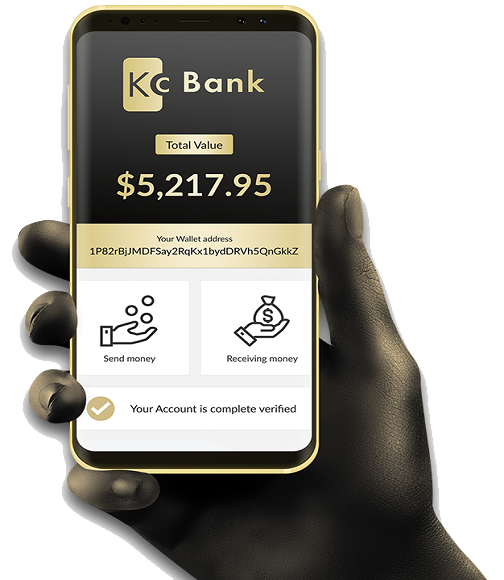 Kc Bank
Total Value
$5,217.95
Your Wallet address
1P82rBjJMDFSay2RqKx1bydDRVh5QnGkkZ
Send money
Receiving money
Your Account is complete verified